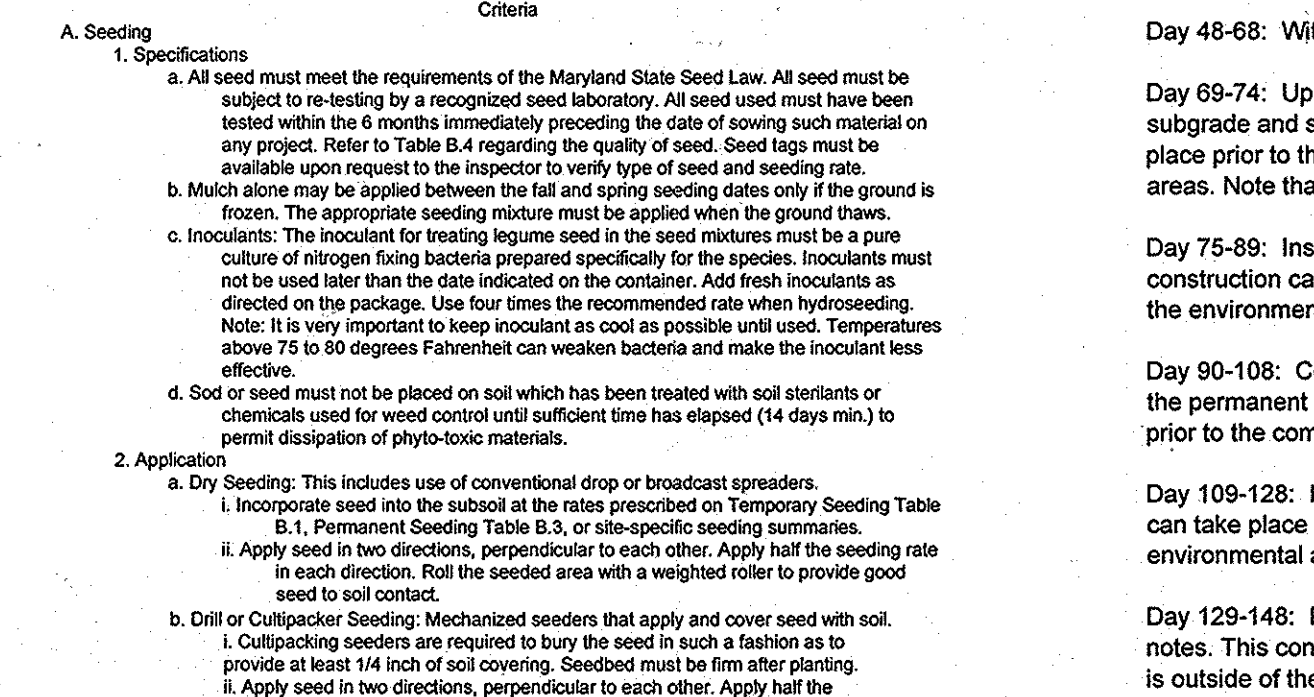 Criteria
A. Seeding
1. Specifications
a. All seed must meet the requirements of the Maryland State Seed Law. All seed must be
subject to re-testing by a recognized seed laboratory. All seed used must have been
tested within the 6 months immediately preceding the date of sowing such material on
any project. Refer to Table B.4 regarding the quality of seed. Seed tags must be
available upon request to the inspector to verify type of seed and seeding rate.
b. Mulch alone may be applied between the fall and spring seeding dates only if the ground is
frozen. The appropriate seeding mixture must be applied when the ground thaws.
c. Inoculants: The inoculant for treating legume seed in the seed mixtures must be a pure
culture of nitrogen fixing bacteria prepared specifically for the species. Inoculants must
not be used later than the date indicated on the container. Add fresh inoculants as
directed on the package. Use four times the recommended rate when hydroseeding.
Note: It is very important to keep inoculant as cool as possible until used. Temperatures
above 75 to 80 degrees Fahrenheit can weaken bacteria and make the inoculant less
effective.
d. Sod or seed must not be placed on soil which has been treated with soil sterilants or
chemicals used for weed control until sufficient time has elapsed (14 days min.) to
permit dissipation of phyto-toxic materials.
2. Application
a. Dry Seeding: This includes use of conventional drop or broadcast spreaders.
i. Incorporate seed into the subsoil at the rates prescribed on Temporary Seeding Table
B.1, Permanent Seeding Table B.3, or site-specific seeding summaries.
ii. Apply seed in two directions, perpendicular to each other. Apply half the seeding rate
in each direction. Roll the seeded area with a weighted roller to provide good
seed to soil contact.
b. Drill or Cultipacker Seeding: Mechanized seeders that apply and cover seed with soil.
i. Cultipacking seeders are required to bury the seed in such a fashion as to
provide at least 1/4 inch of soil covering. Seedbed must be firm after planting.
ii. Apply seed in two directions, perpendicular to each other. Apply half the
Day 48-68:
Day 69-74: Up
subgrade and
place prior to
areas. Note
Day 75-89:
construction
the
Day 90-108:
the permanent
prior to the
Day 109-128:
can take place
environmental
Day 129-148:
notes. This
is outside of